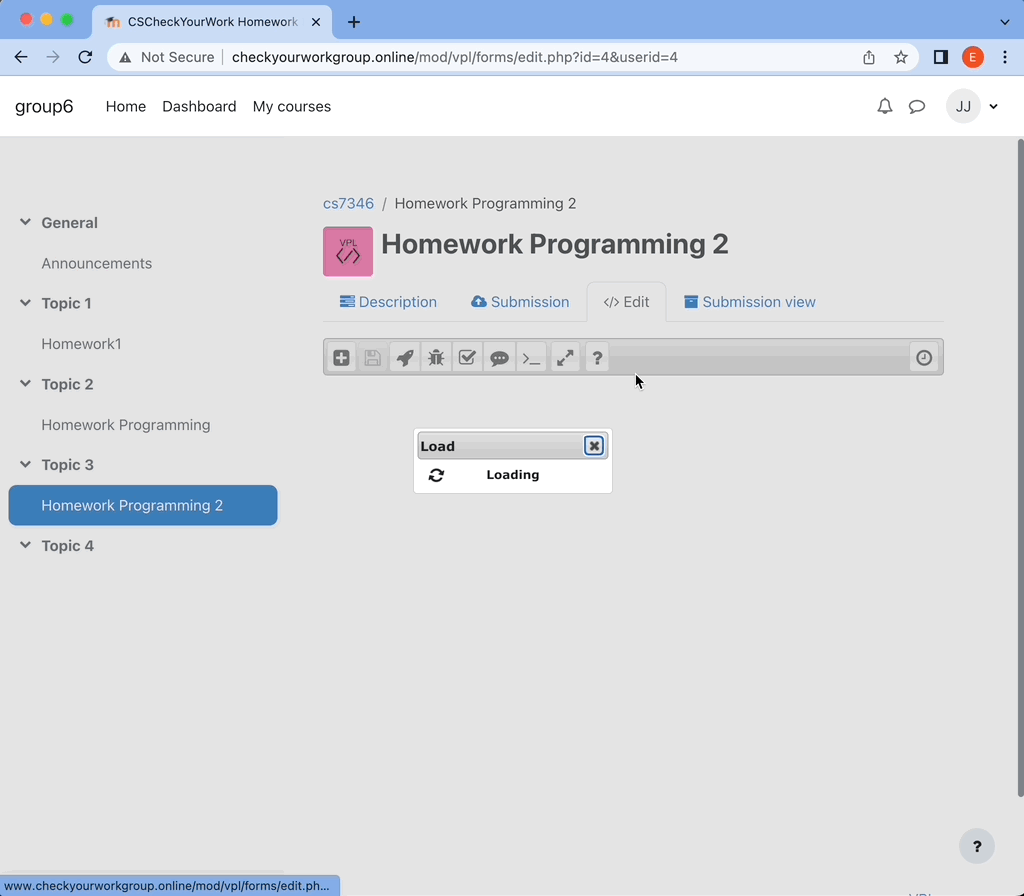 CSCheckYourWork Homework
Not Secure checkyourworkgroup.online/mod/vpl/forms/edit.php?id=4&userid=4
E
group6 Home Dashboard My courses JJ
General
Announcements
Topic 1
Homework1
Topic 2
Homework Programming
Topic 3
Homework Programming 2
Topic 4
cs7346 / Homework Programming 2
VPL
Homework Programming 2
Description Submission </> Edit Submission view
>_ ?
Load
Loading
?
www.checkyourworkgroup.online/mod/vpl/forms/edit.ph...